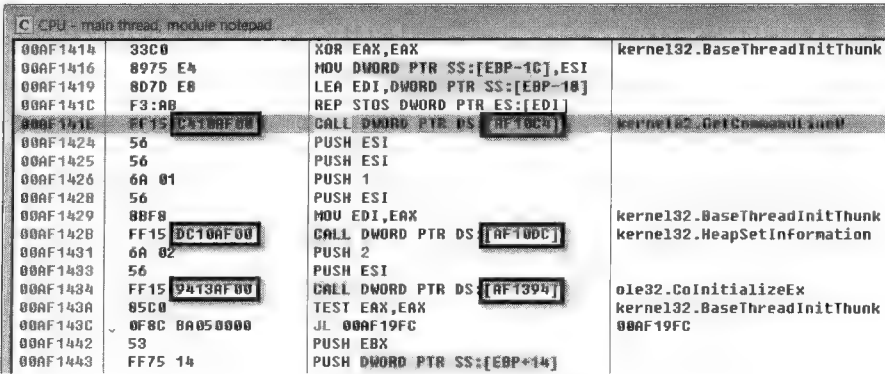 C CPU - main thread, module notepad
00AF1414 33C0 XOR EAX,EAX kernel32.BaseThreadInitThunk
00AF1416 8975 E4 MOV DWORD PTR SS:[EBP-1C],ESI
00AF1419 8D7D E8 LEA EDI,DWORD PTR SS:[EBP-18]
00AF141C F3:AB REP STOS DWORD PTR ES:[EDI]
00AF141E FF15 C410AF00 CALL DWORD PTR DS:[AF10C4] kernel32.GetCommandLineW
00AF1424 56 PUSH ESI
00AF1425 56 PUSH ESI
00AF1426 6A 01 PUSH 1
00AF1428 56 PUSH ESI
00AF1429 8BF8 MOV EDI,EAX kernel32.BaseThreadInitThunk
00AF142B FF15 DC10AF00 CALL DWORD PTR DS:[AF10DC] kernel32.HeapSetInformation
00AF1431 6A 02 PUSH 2
00AF1433 56 PUSH ESI
00AF1434 FF15 9413AF00 CALL DWORD PTR DS:[AF1394] ole32.CoInitializeEx
00AF143A 85C0 TEST EAX,EAX kernel32.BaseThreadInitThunk
00AF143C 0F8C BA050000 JL 00AF19FC 00AF19FC
00AF1442 53 PUSH EBX
00AF1443 FF75 14 PUSH DWORD PTR SS:[EBP+14]